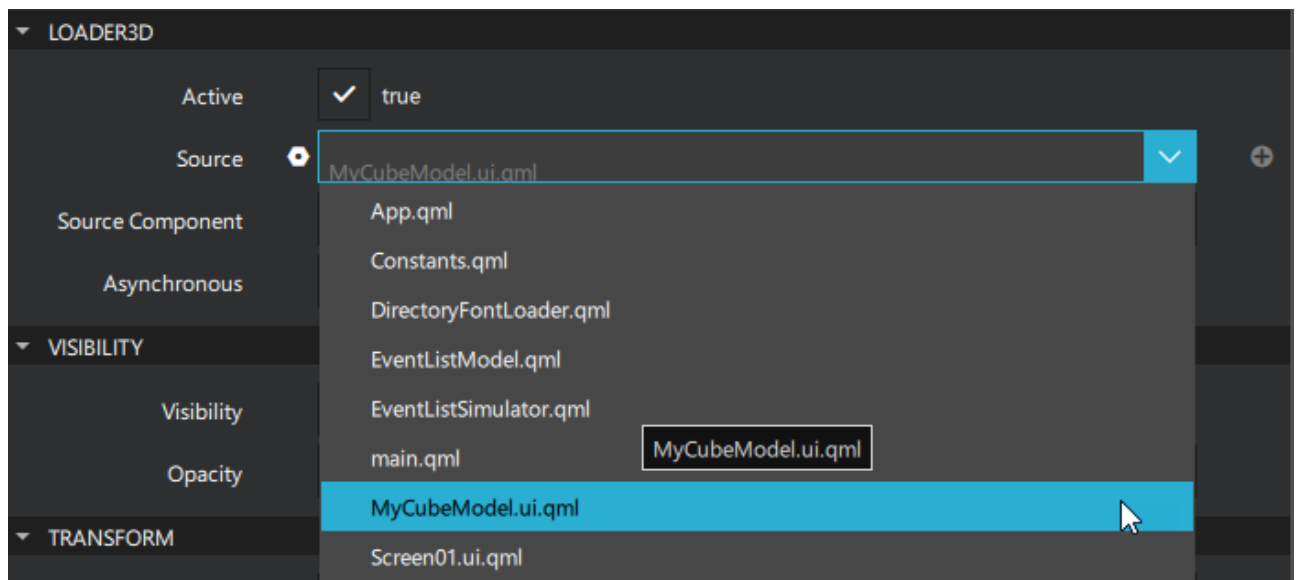 LOADER3D
Active true
Source MyCubeModel.ui.qml
App.qml
Source Component
Constants.qml
Asynchronous
DirectoryFontLoader.qml
VISIBILITY
EventListModel.qml
Visibility
EventListSimulator.qml
MyCubeModel.ui.qml
main.qml
Opacity
MyCubeModel.ui.qml
TRANSFORM
Screen01.ui.qml